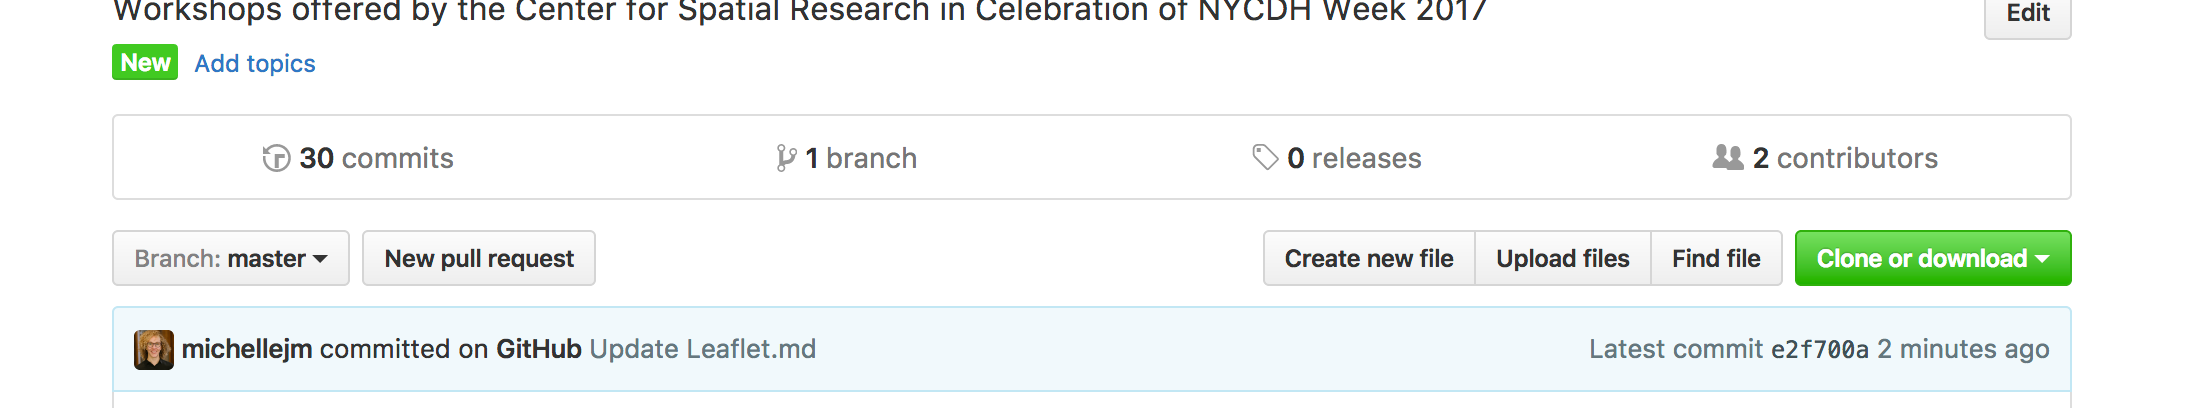 Workshops offered by the Center for Spatial Research in Celebration of NYCDH Week 2017
Edit
New Add topics
30 commits 1 branch 0 releases 2 contributors
Branch: master New pull request Create new file Upload files Find file Clone or download
michellejm committed on GitHub Update Leaflet.md Latest commit e2f700a 2 minutes ago